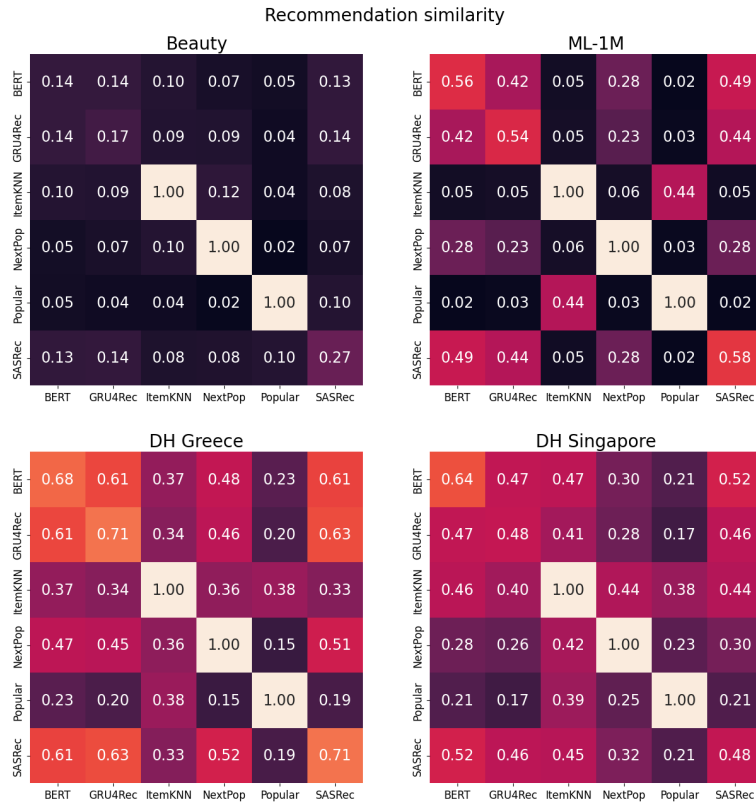 Recommendation similarity
Beauty
BERT 0.14 0.14 0.10 0.07 0.05 0.13
GRU4Rec 0.14 0.17 0.09 0.09 0.04 0.14
ItemKNN 0.10 0.09 1.00 0.12 0.04 0.08
NextPop 0.05 0.07 0.10 1.00 0.02 0.07
Popular 0.05 0.04 0.04 0.02 1.00 0.10
SASRec 0.13 0.14 0.08 0.08 0.10 0.27
BERT GRU4Rec ItemKNN NextPop Popular SASRec
ML-1M
BERT 0.56 0.42 0.05 0.28 0.02 0.49
GRU4Rec 0.42 0.54 0.05 0.23 0.03 0.44
ItemKNN 0.05 0.05 1.00 0.06 0.44 0.05
NextPop 0.28 0.23 0.06 1.00 0.03 0.28
Popular 0.02 0.03 0.44 0.03 1.00 0.02
SASRec 0.49 0.44 0.05 0.28 0.02 0.58
BERT GRU4Rec ItemKNN NextPop Popular SASRec
DH Greece
BERT 0.68 0.61 0.37 0.48 0.23 0.61
GRU4Rec 0.61 0.71 0.34 0.46 0.20 0.63
ItemKNN 0.37 0.34 1.00 0.36 0.38 0.33
NextPop 0.47 0.45 0.36 1.00 0.15 0.51
Popular 0.23 0.20 0.38 0.15 1.00 0.19
SASRec 0.61 0.63 0.33 0.52 0.19 0.71
BERT GRU4Rec ItemKNN NextPop Popular SASRec
DH Singapore
BERT 0.64 0.47 0.47 0.30 0.21 0.52
GRU4Rec 0.47 0.48 0.41 0.28 0.17 0.46
ItemKNN 0.46 0.40 1.00 0.44 0.38 0.44
NextPop 0.28 0.26 0.42 1.00 0.23 0.30
Popular 0.21 0.17 0.39 0.25 1.00 0.21
SASRec 0.52 0.46 0.45 0.32 0.21 0.48
BERT GRU4Rec ItemKNN NextPop Popular SASRec